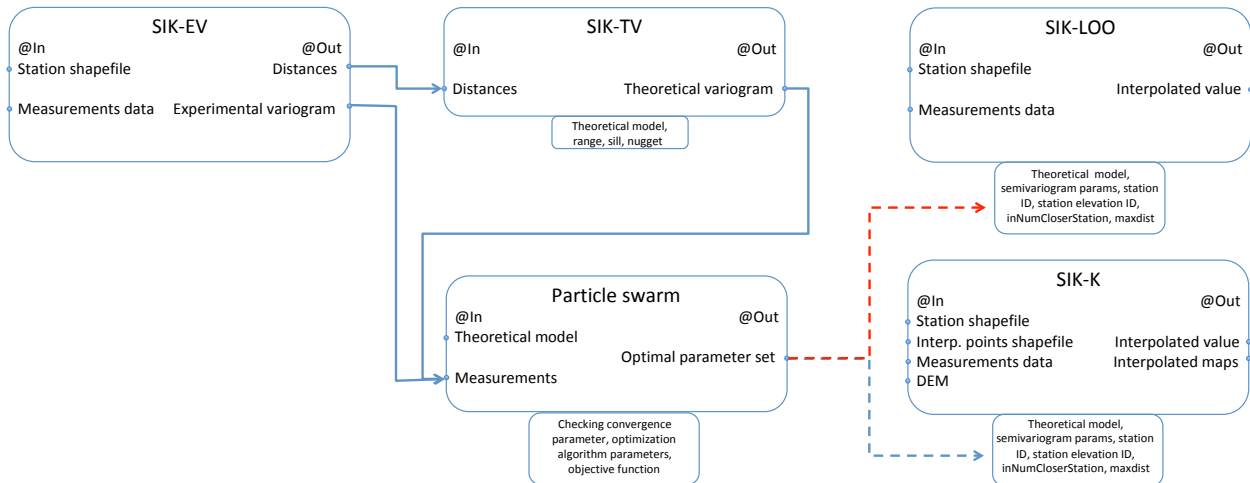 SIK-EV
@In
@Out
Station shapefile
Distances
Measurements data
Experimental variogram
SIK-TV
@In
@Out
Distances
Theoretical variogram
Theoretical model,
range, sill, nugget
SIK-LOO
@In
@Out
Station shapefile
Interpolated value
Measurements data
Theoretical model,
semivariogram params, station
ID, station elevation ID,
inNumCloserStation, maxdist
Particle swarm
@In
@Out
Theoretical model
Optimal parameter set
Measurements
Checking convergence
parameter, optimization
algorithm parameters,
objective function
SIK-K
@In
@Out
Station shapefile
Interp. points shapefile
Interpolated value
Measurements data
Interpolated maps
DEM
Theoretical model,
semivariogram params, station
ID, station elevation ID,
inNumCloserStation, maxdist